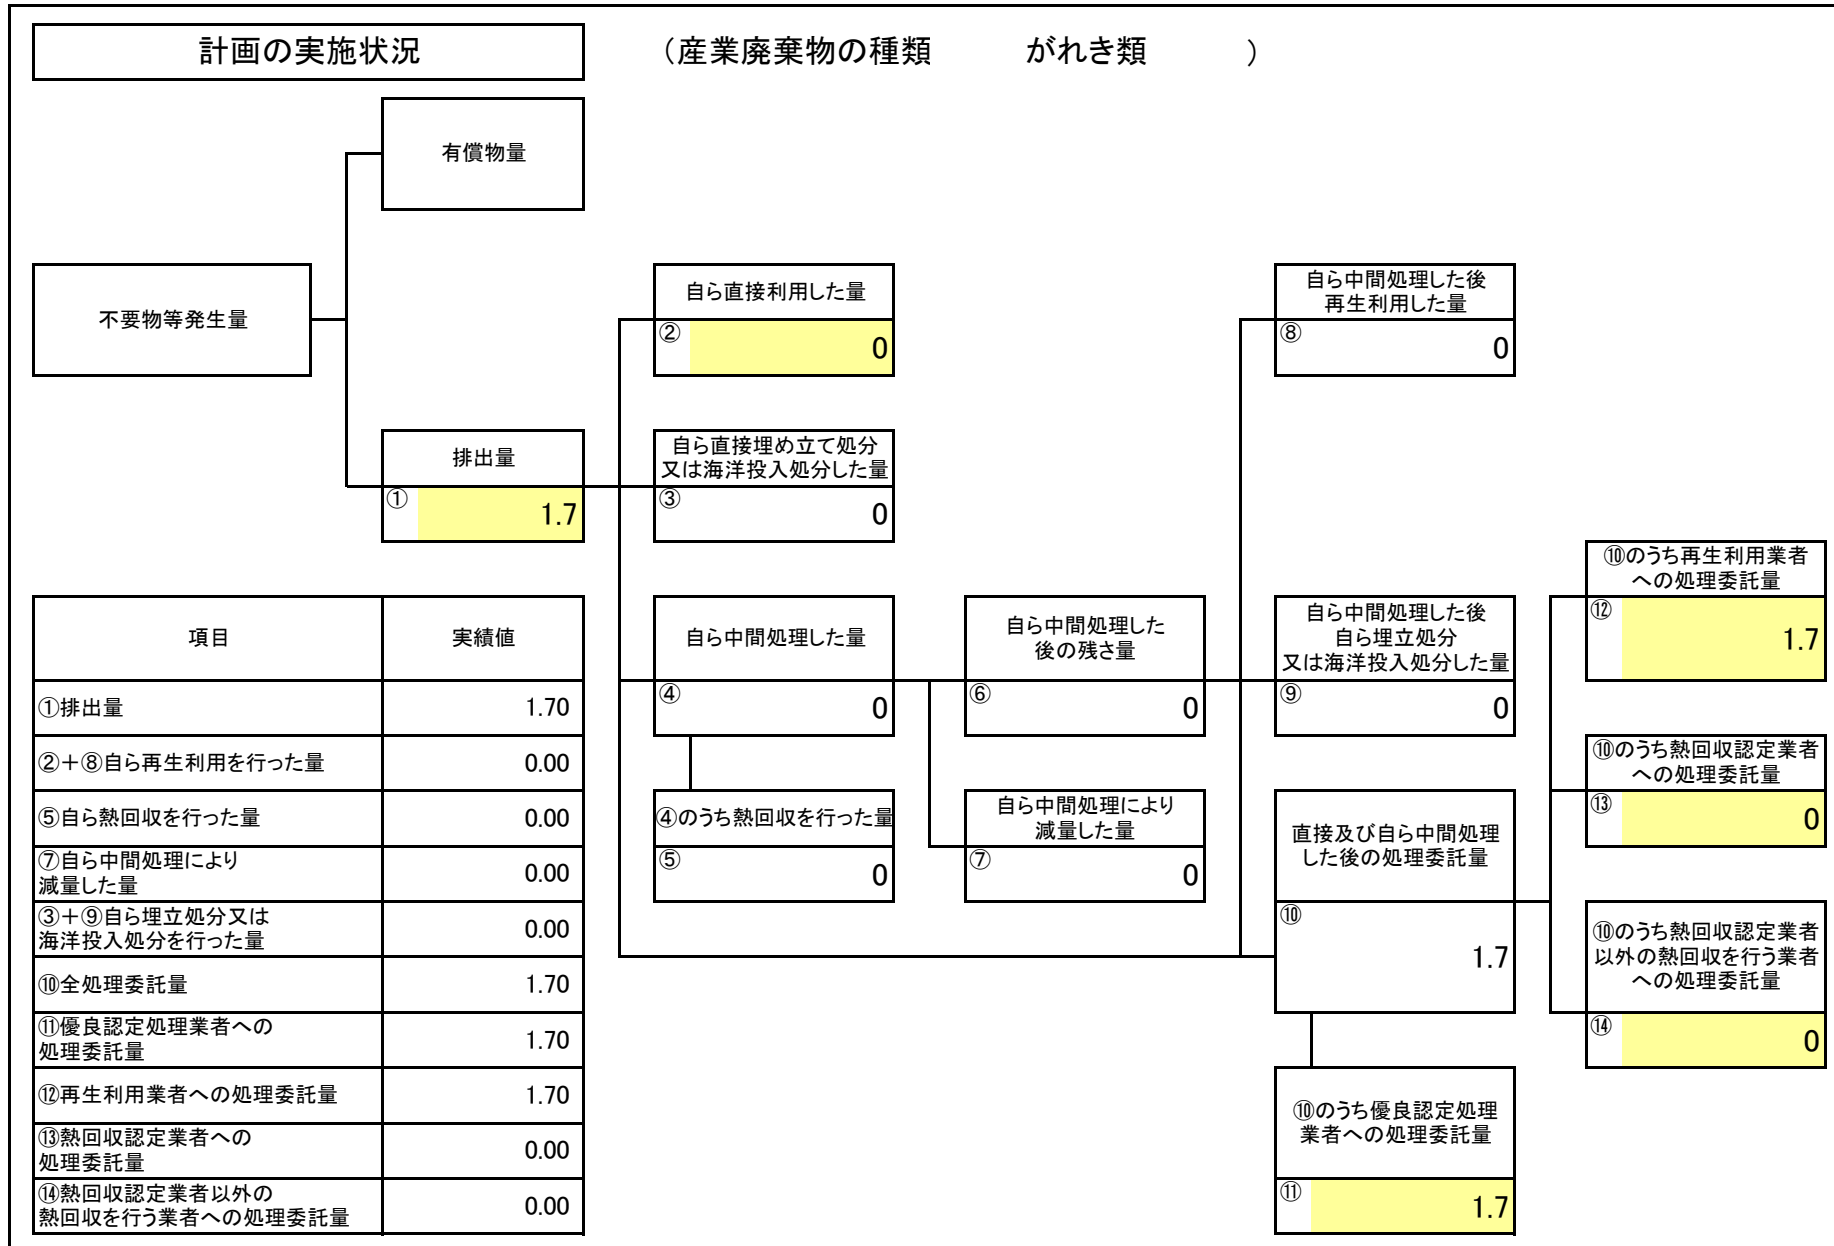 計画の実施状況
（産業廃棄物の種類　がれき類　）
有償物量
不要物等発生量
自ら直接利用した量
② 0
自ら中間処理した後
再生利用した量
⑧ 0
排出量
① 1.7
自ら直接埋め立て処分
又は海洋投入処分した量
③ 0
⑩のうち再生利用業者
への処理委託量
⑫ 1.7
自ら中間処理した量
④ 0
自ら中間処理した
後の残さ量
⑥ 0
自ら中間処理した後
自ら埋立処分
又は海洋投入処分した量
⑨ 0
⑩のうち熱回収認定業者
への処理委託量
⑬ 0
④のうち熱回収を行った量
⑤ 0
自ら中間処理により
減量した量
⑦ 0
直接及び自ら中間処理
した後の処理委託量
⑩ 1.7
⑩のうち熱回収認定業者
以外の熱回収を行う業者
への処理委託量
⑭ 0
⑩のうち優良認定処理
業者への処理委託量
⑪ 1.7
項目 実績値
①排出量 1.70
②＋⑧自ら再生利用を行った量 0.00
⑤自ら熱回収を行った量 0.00
⑦自ら中間処理により
減量した量 0.00
③＋⑨自ら埋立処分又は
海洋投入処分を行った量 0.00
⑩全処理委託量 1.70
⑪優良認定処理業者への
処理委託量 1.70
⑫再生利用業者への処理委託量 1.70
⑬熱回収認定業者への
処理委託量 0.00
⑭熱回収認定業者以外の
熱回収を行う業者への処理委託量 0.00